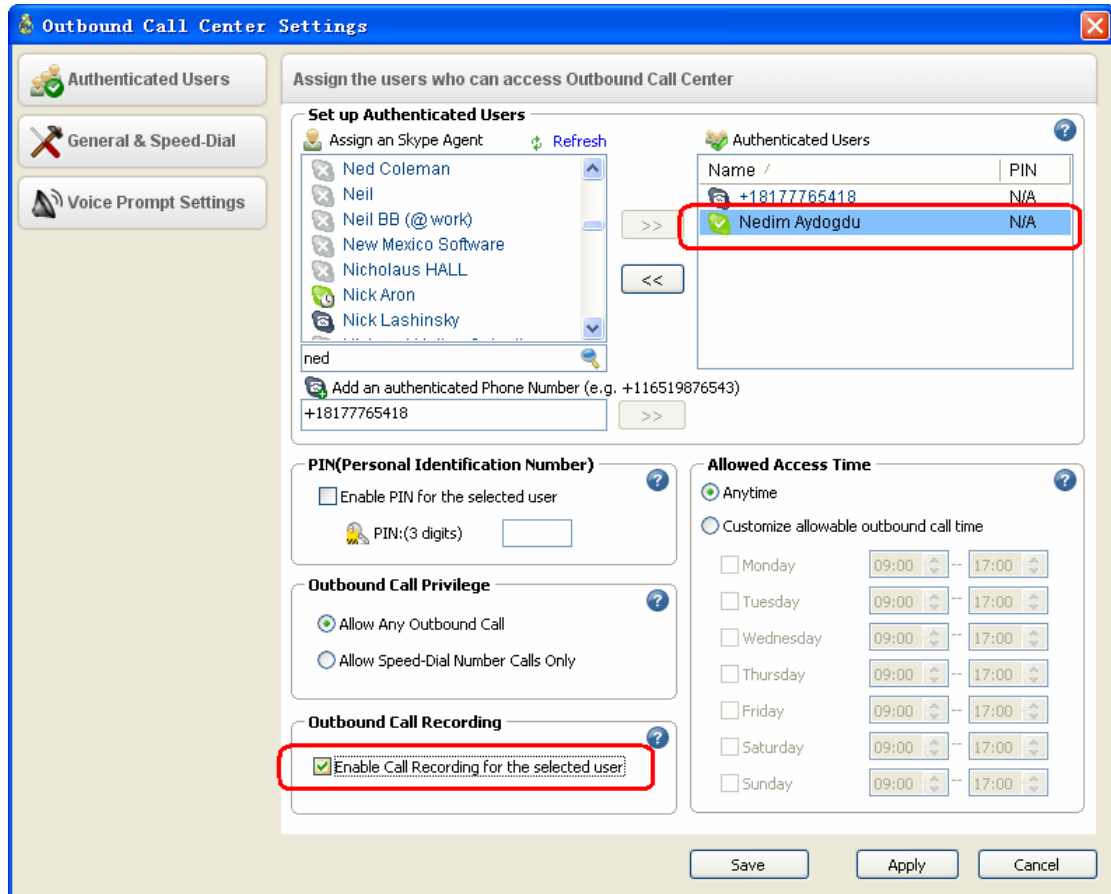 Outbound Call Center Settings
Authenticated Users
General & Speed-Dial
Voice Prompt Settings
Assign the users who can access Outbound Call Center
Set up Authenticated Users
Assign an Skype Agent
Refresh
Ned Coleman
Neil
Neil BB (@ work)
New Mexico Software
Nicholaus HALL
Nick Aron
Nick Lashinsky
ned
>>
<<
Authenticated Users
Name / PIN
+18177765418 N/A
Nedim Aydogdu N/A
Add an authenticated Phone Number (e.g. +116519876543)
+18177765418
>>
PIN(Personal Identification Number)
Enable PIN for the selected user
PIN:(3 digits)
Outbound Call Privilege
Allow Any Outbound Call
Allow Speed-Dial Number Calls Only
Outbound Call Recording
Enable Call Recording for the selected user
Allowed Access Time
Anytime
Customize allowable outbound call time
Monday 09:00 -- 17:00
Tuesday 09:00 -- 17:00
Wednesday 09:00 -- 17:00
Thursday 09:00 -- 17:00
Friday 09:00 -- 17:00
Saturday 09:00 -- 17:00
Sunday 09:00 -- 17:00
Save Apply Cancel